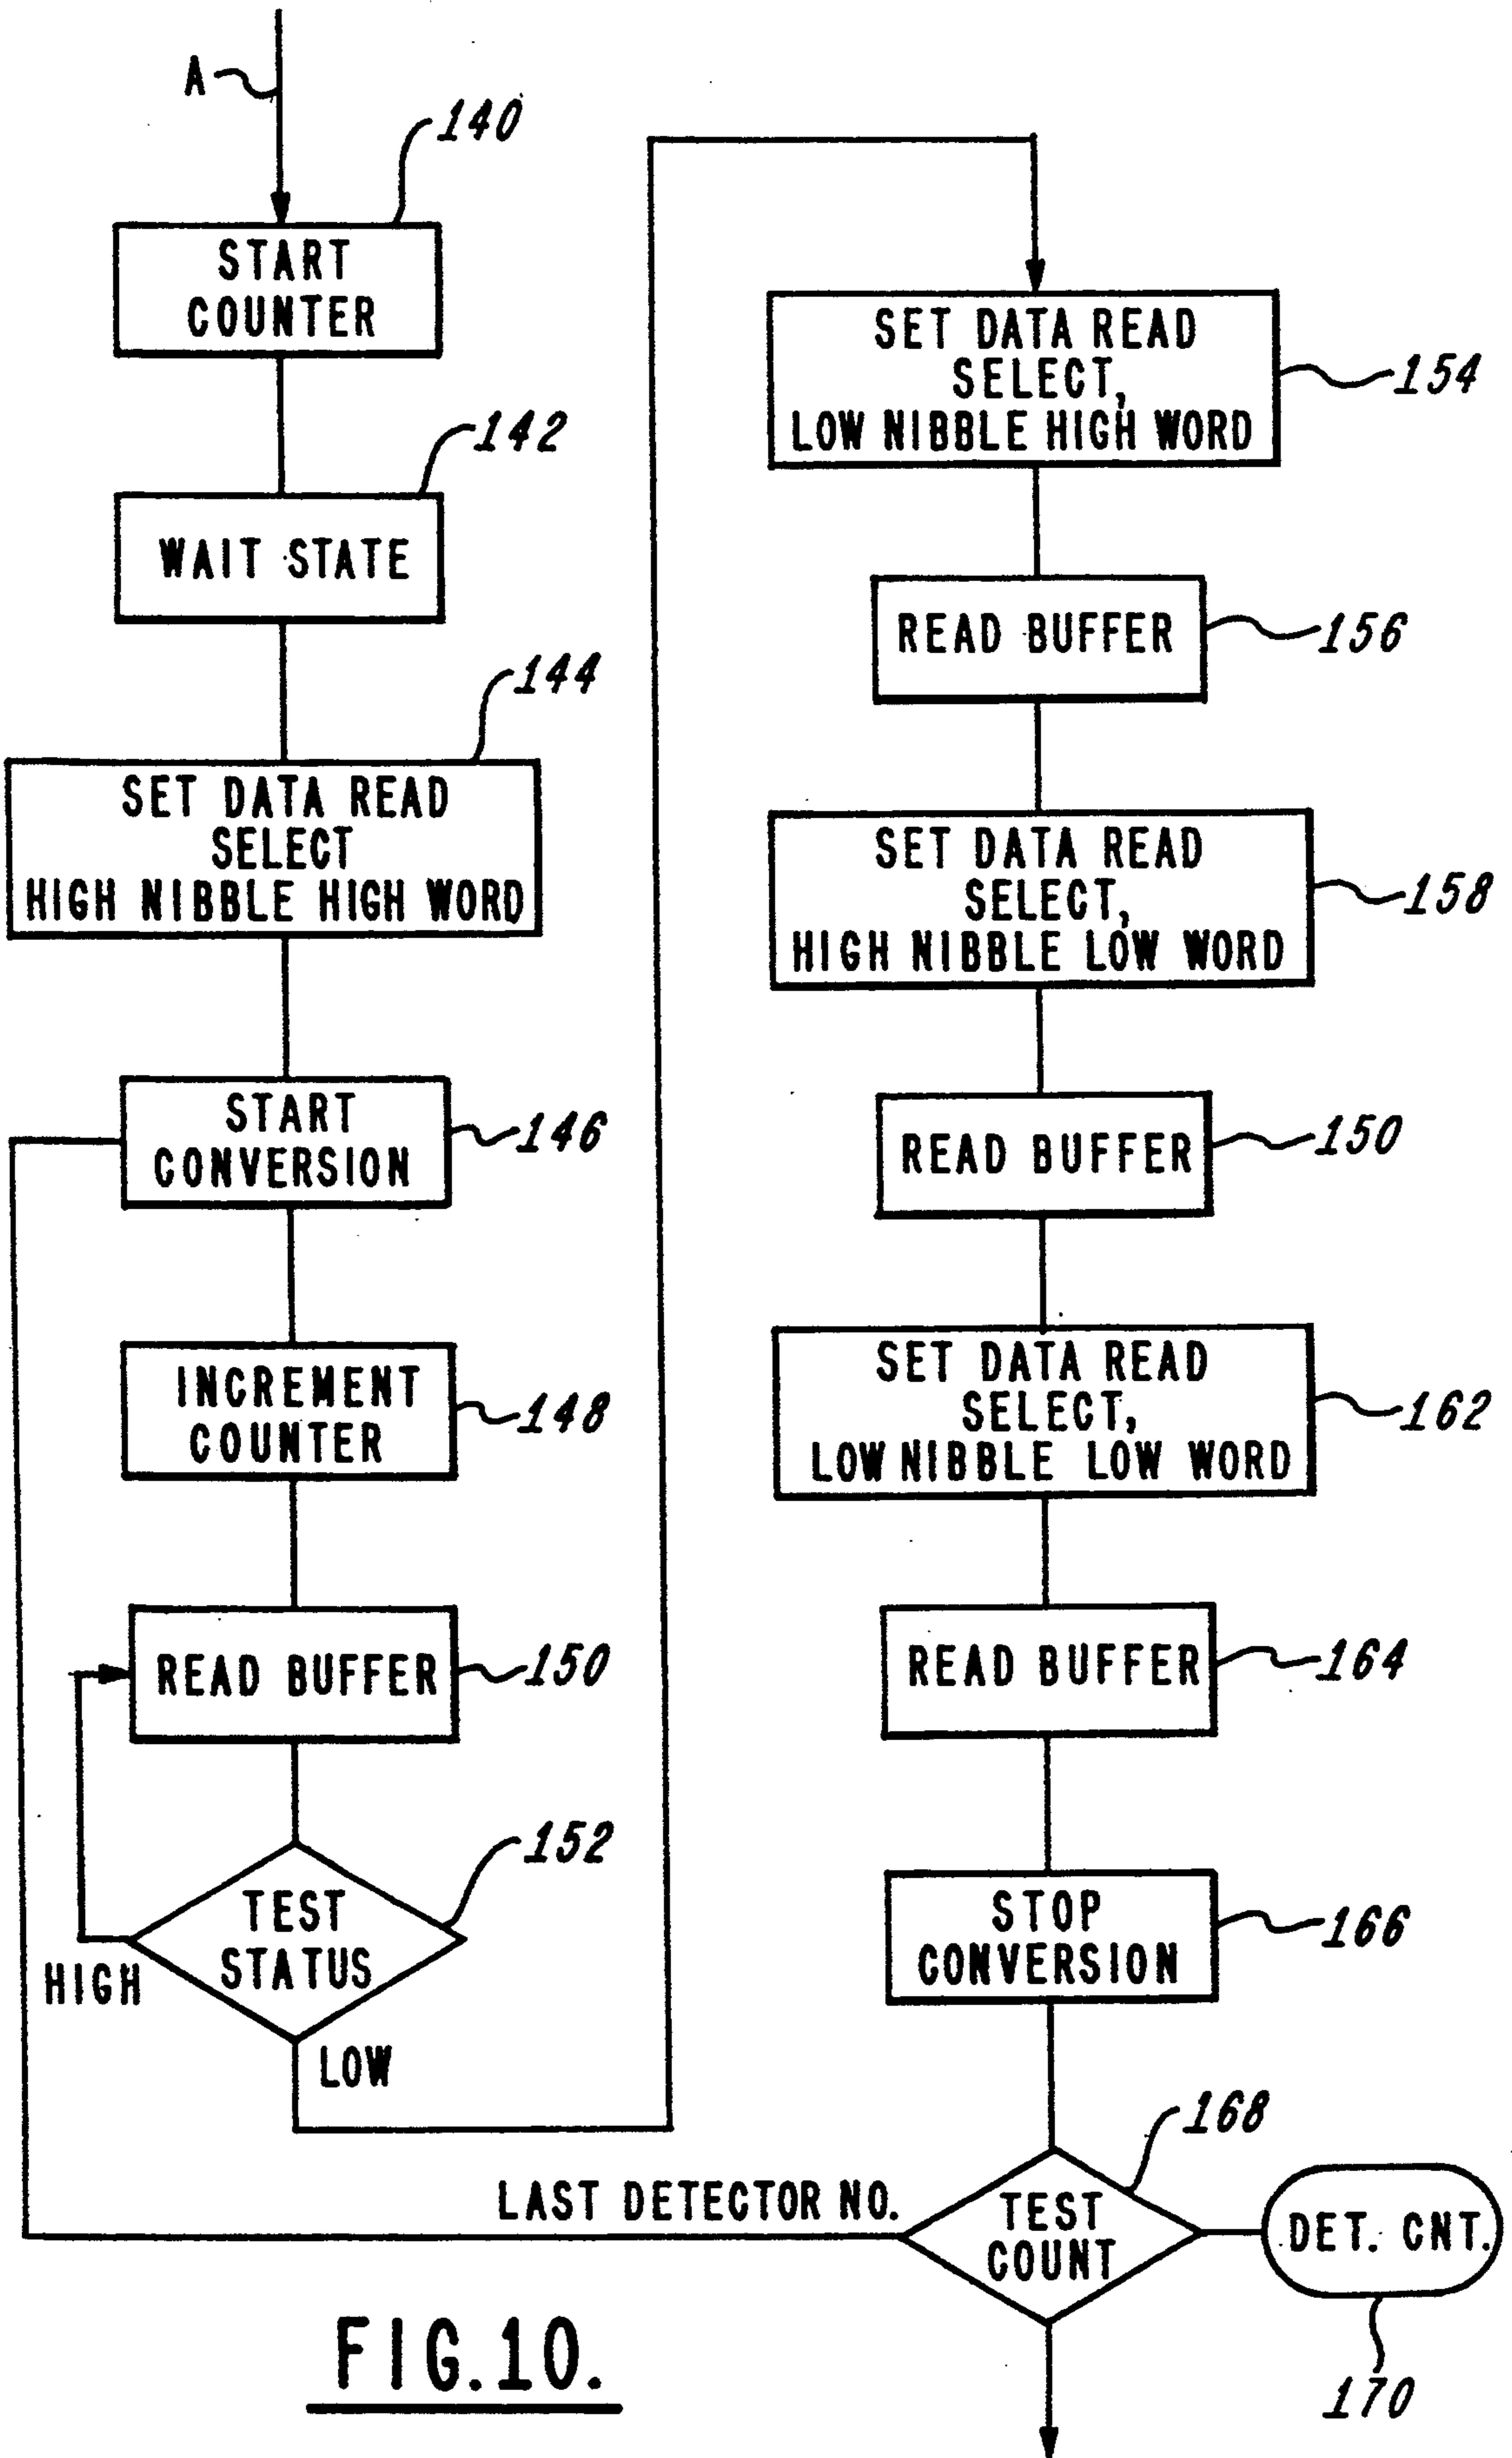 A
140
START
COUNTER
142
WAIT STATE
144
SET DATA READ
SELECT
HIGH NIBBLE HIGH WORD
START
CONVERSION
146
INCREMENT
COUNTER
148
READ BUFFER
150
152
TEST
STATUS
HIGH
LOW
SET DATA READ
SELECT,
LOW NIBBLE HIGH WORD
154
READ BUFFER
156
SET DATA READ
SELECT,
HIGH NIBBLE LOW WORD
158
READ BUFFER
150
SET DATA READ
SELECT,
LOW NIBBLE LOW WORD
162
READ BUFFER
164
STOP
CONVERSION
166
168
LAST DETECTOR NO.
TEST
COUNT
DET. CNT.
170
FIG.10.